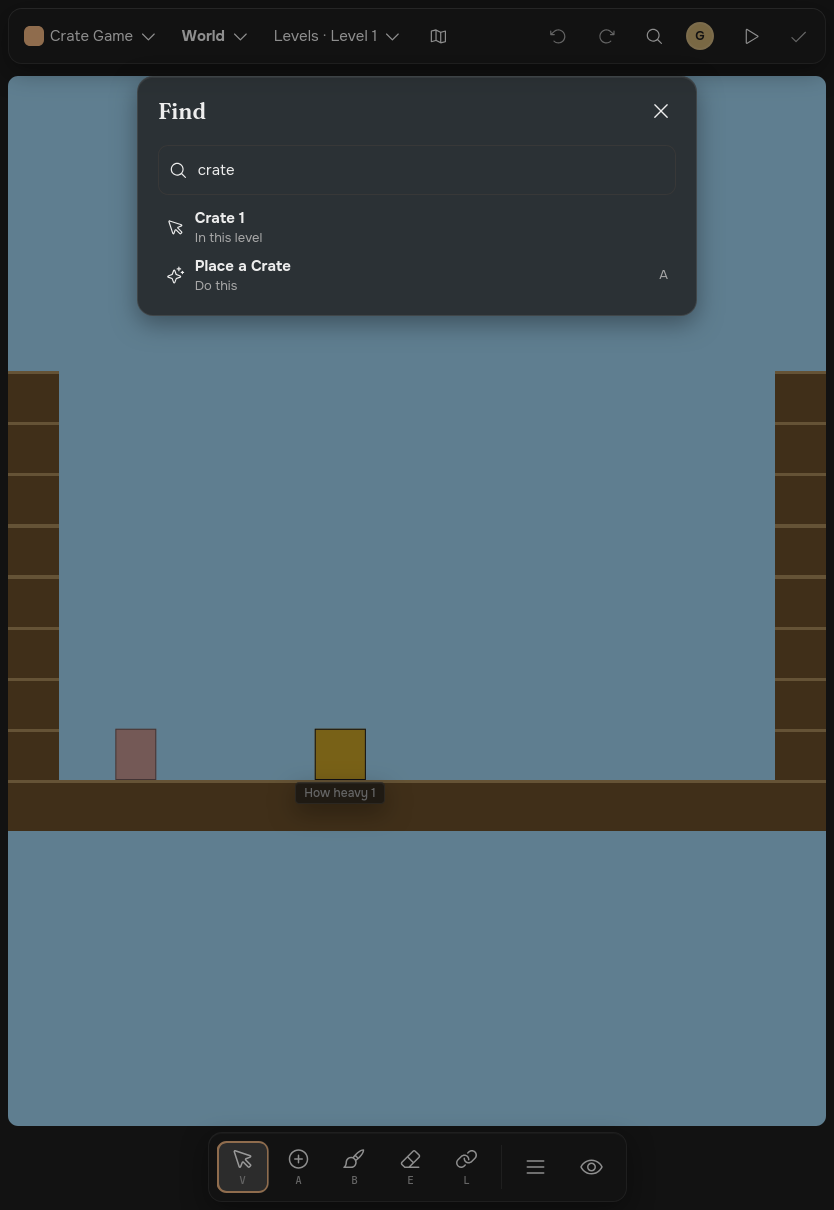 Crate Game
World
Levels · Level 1
G
Find
crate
Crate 1
In this level
Place a Crate
Do this
A
How heavy 1
V
A
B
E
L